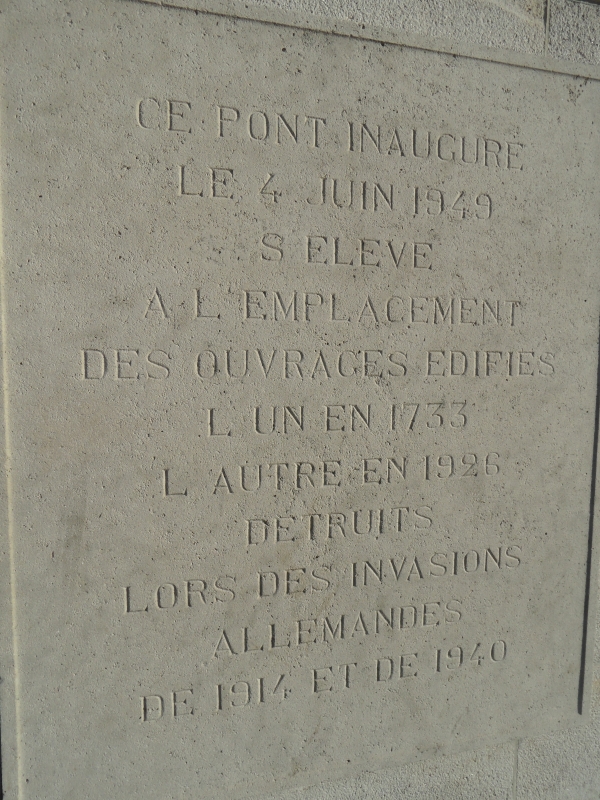 CE PONT INAUGURE
LE 4 JUIN 1949
S ELEVE
A L EMPLACEMENT
DES OUVRAGES EDIFIES
L UN EN 1733
L AUTRE EN 1926
DETRUITS
LORS DES INVASIONS
ALLEMANDES
DE 1914 ET DE 1940